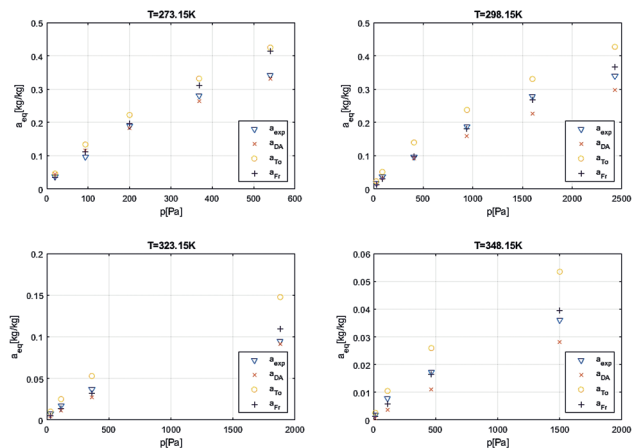 T=273.15K
a_eq[kg/kg]
0.5
0.4
0.3
0.2
0.1
0
0 100 200 300 400 500 600
p[Pa]
a_exp
a_DA
a_To
a_Fr
T=298.15K
a_eq[kg/kg]
0.5
0.4
0.3
0.2
0.1
0
0 500 1000 1500 2000 2500
p[Pa]
a_exp
a_DA
a_To
a_Fr
T=323.15K
a_eq[kg/kg]
0.2
0.15
0.1
0.05
0
0 500 1000 1500 2000
p[Pa]
a_exp
a_DA
a_To
a_Fr
T=348.15K
a_eq[kg/kg]
0.06
0.05
0.04
0.03
0.02
0.01
0
0 500 1000 1500 2000
p[Pa]
a_exp
a_DA
a_To
a_Fr